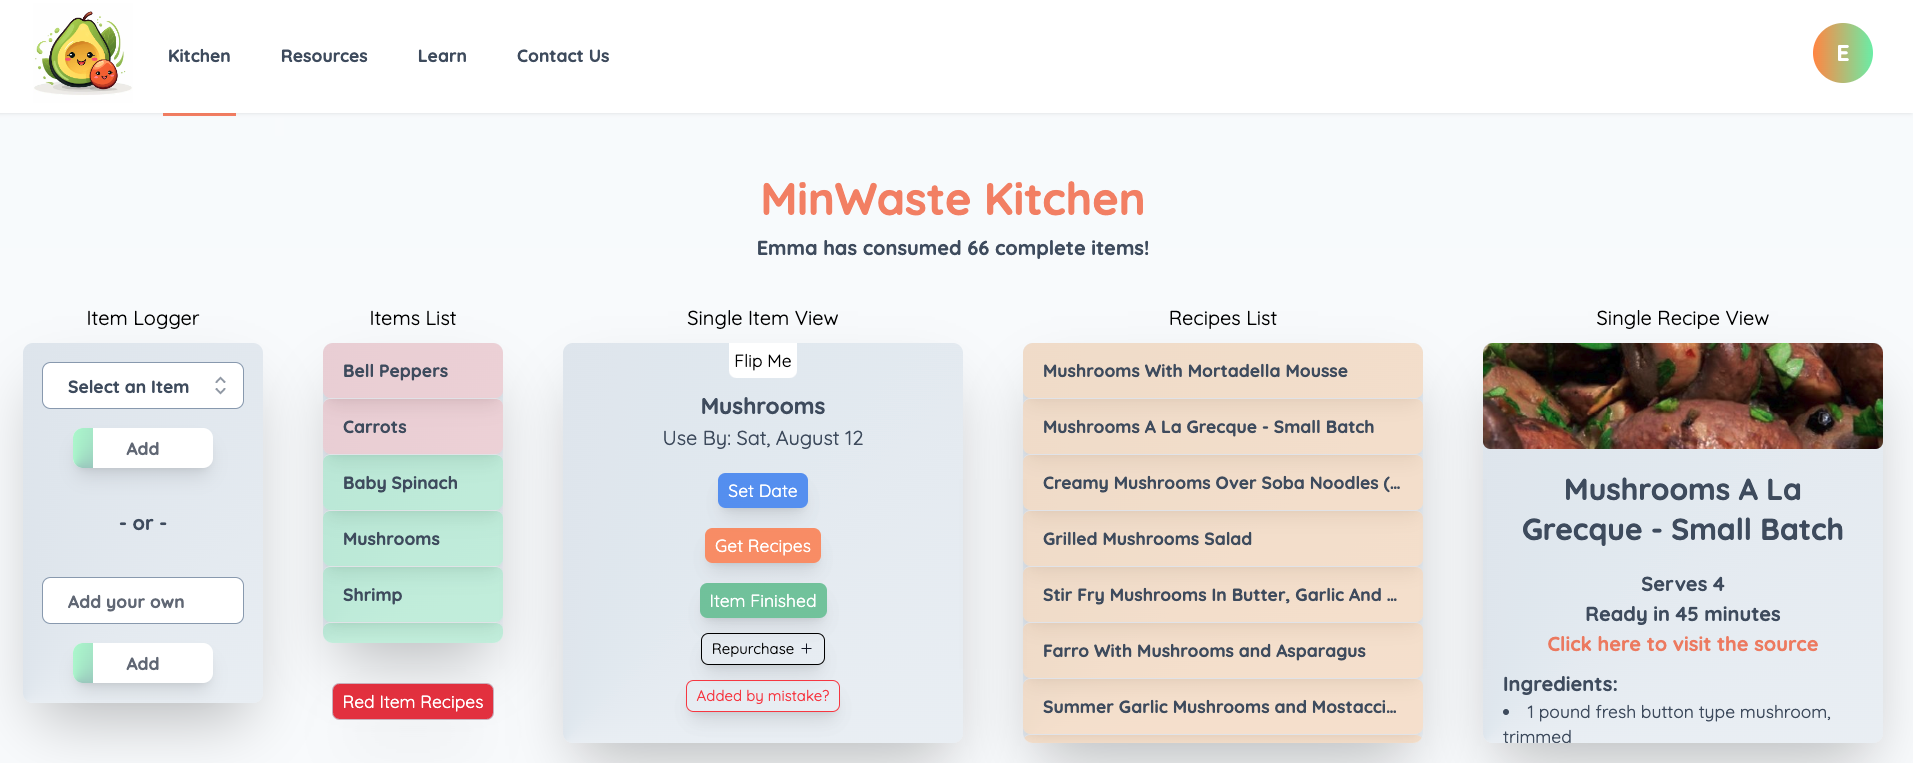 Kitchen
Resources
Learn
Contact Us
E
MinWaste Kitchen
Emma has consumed 66 complete items!
Item Logger
Select an Item
Add
- or -
Add your own
Add
Items List
Bell Peppers
Carrots
Baby Spinach
Mushrooms
Shrimp
Red Item Recipes
Single Item View
Flip Me
Mushrooms
Use By: Sat, August 12
Set Date
Get Recipes
Item Finished
Repurchase +
Added by mistake?
Recipes List
Mushrooms With Mortadella Mousse
Mushrooms A La Grecque - Small Batch
Creamy Mushrooms Over Soba Noodles (...
Grilled Mushrooms Salad
Stir Fry Mushrooms In Butter, Garlic And ...
Farro With Mushrooms and Asparagus
Summer Garlic Mushrooms and Mostacci...
Single Recipe View
Mushrooms A La
Grecque - Small Batch
Serves 4
Ready in 45 minutes
Click here to visit the source
Ingredients:
• 1 pound fresh button type mushroom,
trimmed